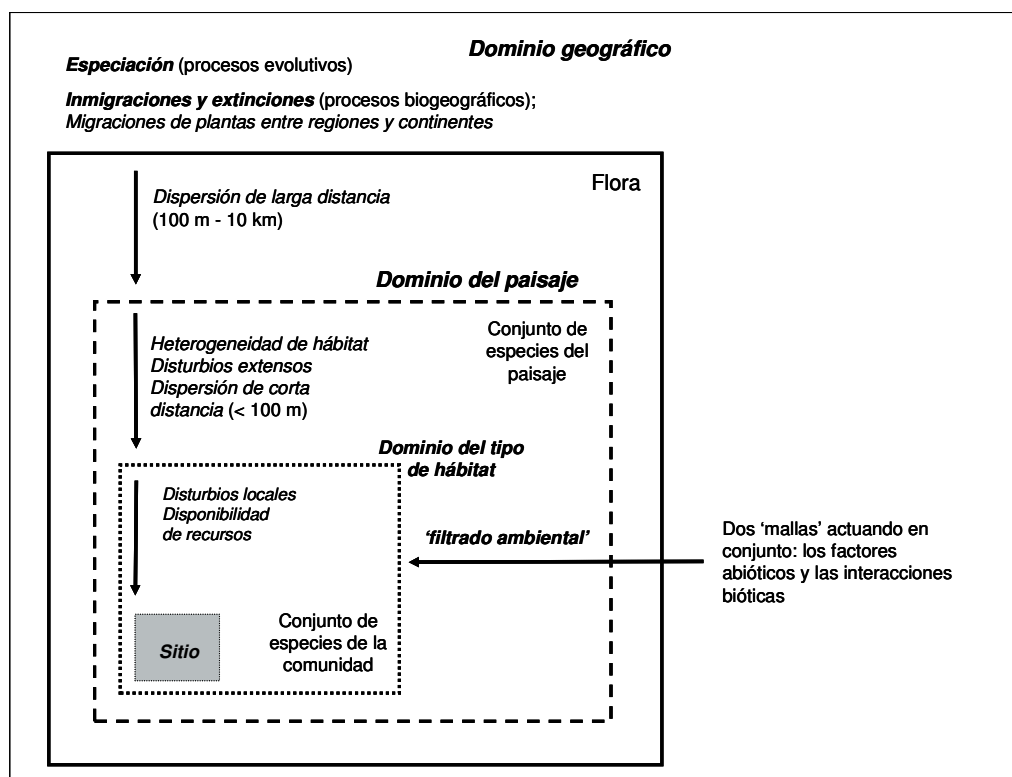 Dominio geográfico
Especiación (procesos evolutivos)
Inmigraciones y extinciones (procesos biogeográficos);
Migraciones de plantas entre regiones y continentes
Flora
Dispersión de larga distancia
(100 m - 10 km)
Dominio del paisaje
Conjunto de
especies del
paisaje
Heterogeneidad de hábitat
Disturbios extensos
Dispersión de corta
distancia (< 100 m)
Dominio del tipo
de hábitat
Disturbios locales
Disponibilidad
de recursos
‘filtrado ambiental’
Dos ‘mallas’ actuando en
conjunto: los factores
abióticos y las interacciones
bióticas
Conjunto de
especies de la
comunidad
Sitio